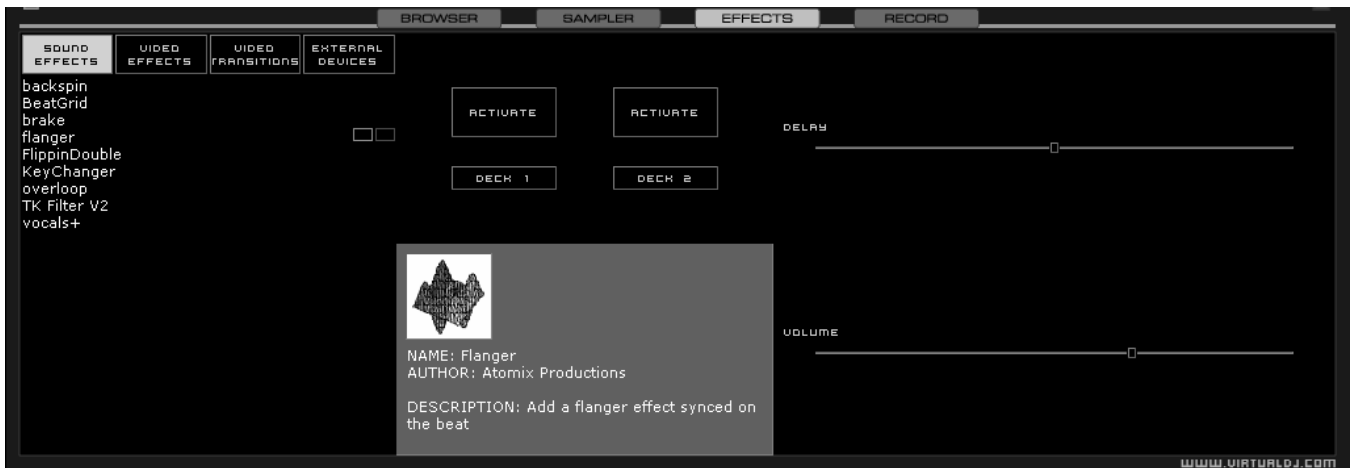 BROWSER SAMPLER EFFECTS RECORD
SOUND EFFECTS
VIDEO EFFECTS
VIDEO TRANSITIONS
EXTERNAL DEVICES
backspin
BeatGrid
brake
flanger
FlippinDouble
KeyChanger
overloop
TK Filter V2
vocals+
ACTIVATE ACTIVATE
DECK 1 DECK 2
DELAY
VOLUME
NAME: Flanger
AUTHOR: Atomix Productions
DESCRIPTION: Add a flanger effect synced on
the beat
WWW.VIRTUALDJ.COM